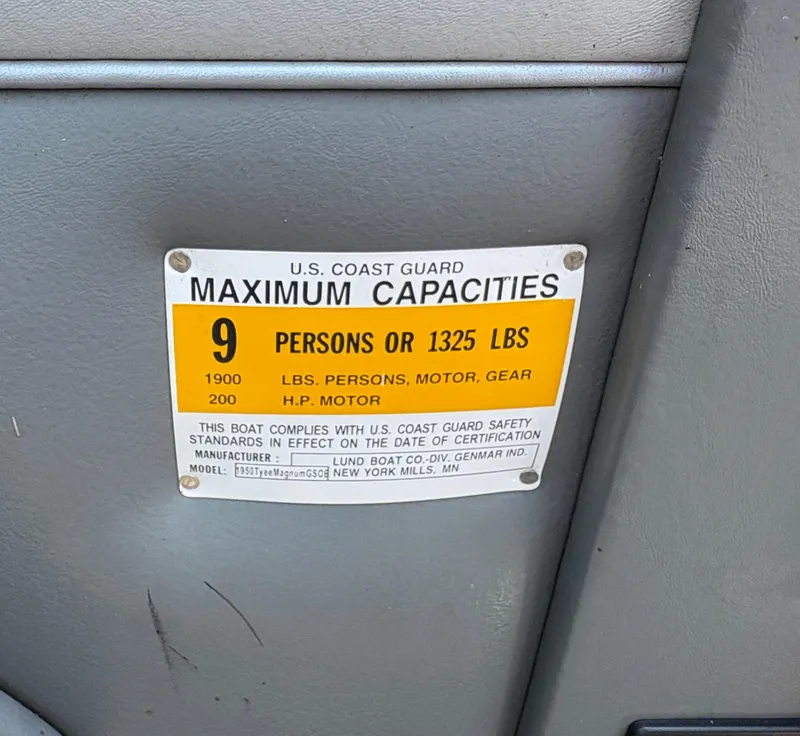 U.S. COAST GUARD
MAXIMUM CAPACITIES
9 PERSONS OR 1325 LBS
1900 LBS. PERSONS, MOTOR, GEAR
200 H.P. MOTOR
THIS BOAT COMPLIES WITH U.S. COAST GUARD SAFETY
STANDARDS IN EFFECT ON THE DATE OF CERTIFICATION
MANUFACTURER : LUND BOAT CO.-DIV. GENMAR IND.
MODEL: 1950TyeeMagnumGSOB NEW YORK MILLS, MN